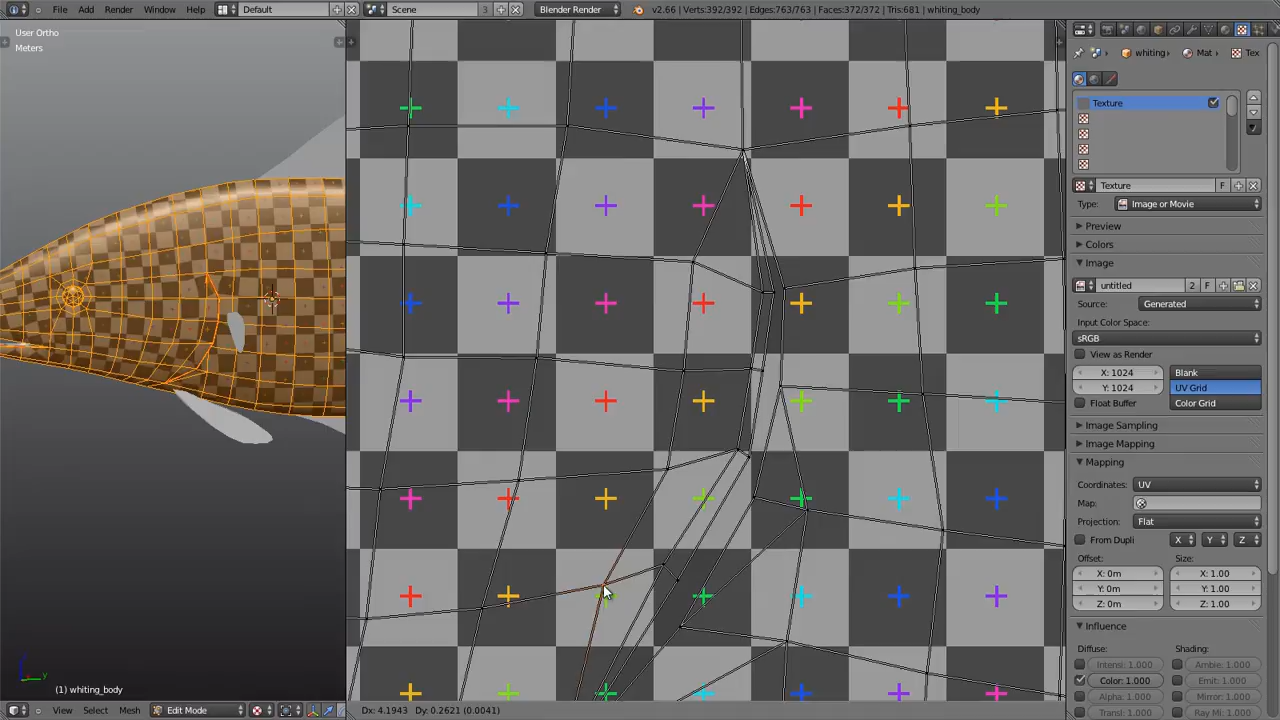 File Add Render Window Help Default Scene 3 Blender Render v2.66 | Verts:392/392 | Edges:763/763 | Faces:372/372 | Tris:681 | whiting_body
User Ortho
Meters
whiting Mat Tex
Texture
Texture F
Type: Image or Movie
Preview
Colors
Image
untitled 2 F
Source: Generated
Input Color Space:
sRGB
View as Render
X: 1024 Blank
Y: 1024 UV Grid
Float Buffer Color Grid
Image Sampling
Image Mapping
Mapping
Coordinates: UV
Map:
Projection: Flat
From Dupli X Y Z
Offset: Size:
X: 0m X: 1.00
Y: 0m Y: 1.00
Z: 0m Z: 1.00
Influence
Diffuse: Shading:
Intensi: 1.000 Ambie: 1.000
Color: 1.000 Emit: 1.000
Alpha: 1.000 Mirror: 1.000
Transl: 1.000 Ray Mi: 1.000
(1) whiting_body
View Select Mesh Edit Mode
Dx: 4.1943 Dy: 0.2621 (0.0041)